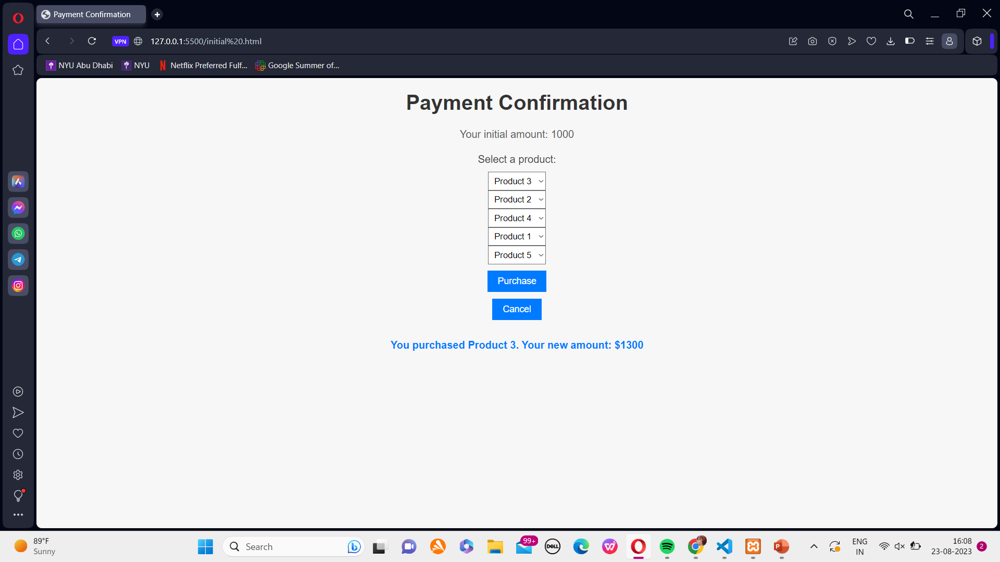 Payment Confirmation
VPN
127.0.0.1:5500/initial%20.html
NYU Abu Dhabi
NYU
Netflix Preferred Fulf...
Google Summer of...
Payment Confirmation
Your initial amount: 1000
Select a product:
Product 3
Product 2
Product 4
Product 1
Product 5
Purchase
Cancel
You purchased Product 3. Your new amount: $1300
89°F
Sunny
Search
99+
DELL
ENG
IN
16:08
23-08-2023
2